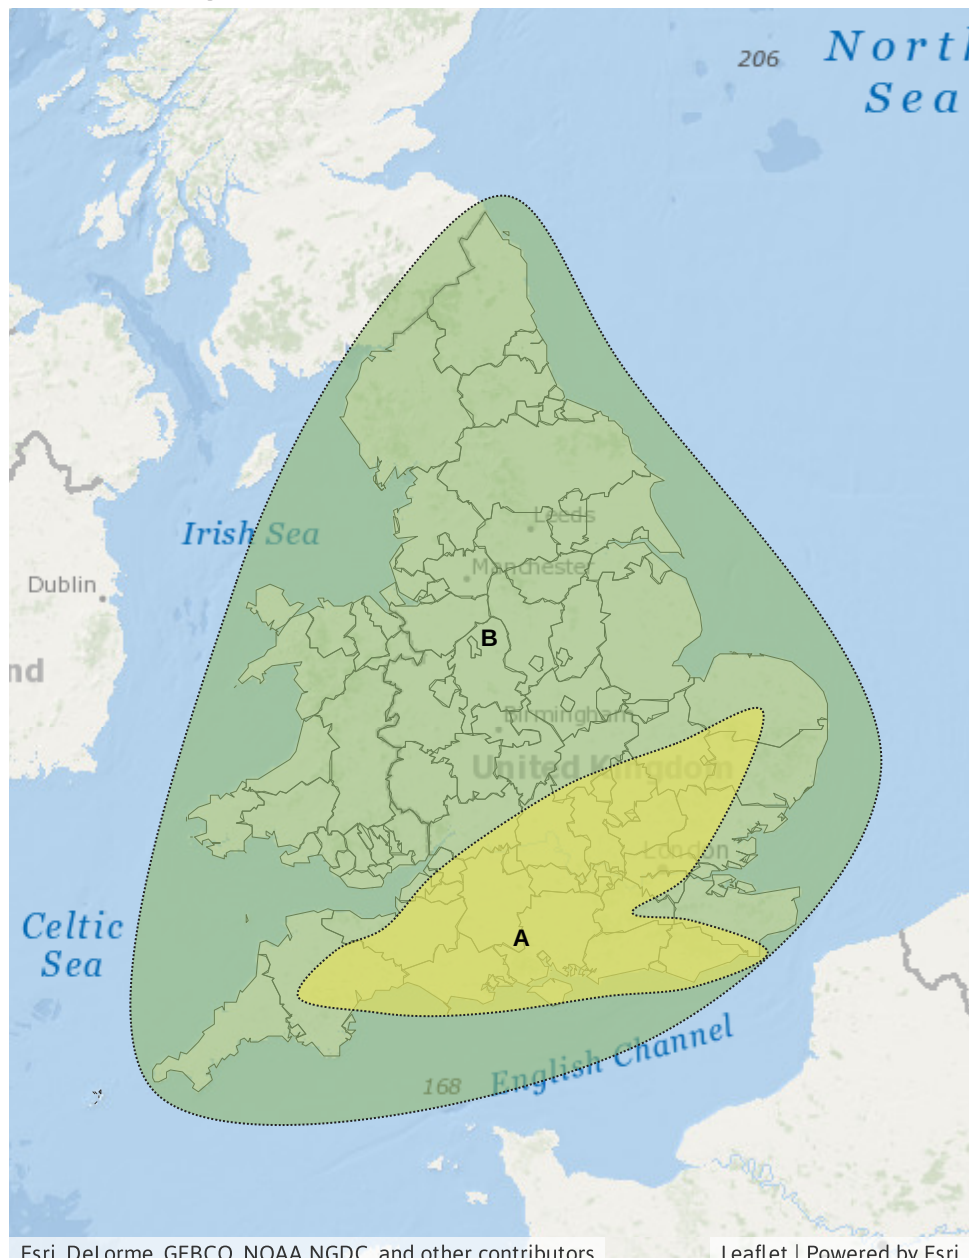 206
North
Sea
Leeds
Irish Sea
Manchester
Dublin
B
nd
Birmingham
United Kingdom
London
Celtic
Sea
A
English Channel
168
Esri, DeLorme, GEBCO, NOAA NGDC, and other contributors
Leaflet | Powered by Esri